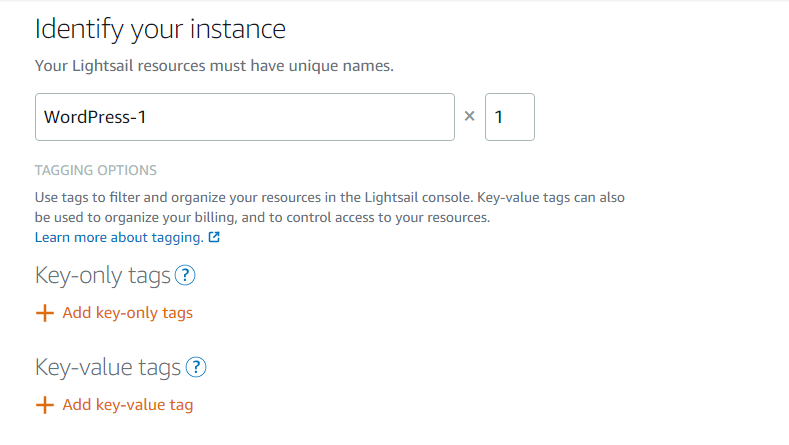 Identify your instance
Your Lightsail resources must have unique names.
WordPress-1 × 1
TAGGING OPTIONS
Use tags to filter and organize your resources in the Lightsail console. Key-value tags can also
be used to organize your billing, and to control access to your resources.
Learn more about tagging.
Key-only tags ?
+ Add key-only tags
Key-value tags ?
+ Add key-value tag